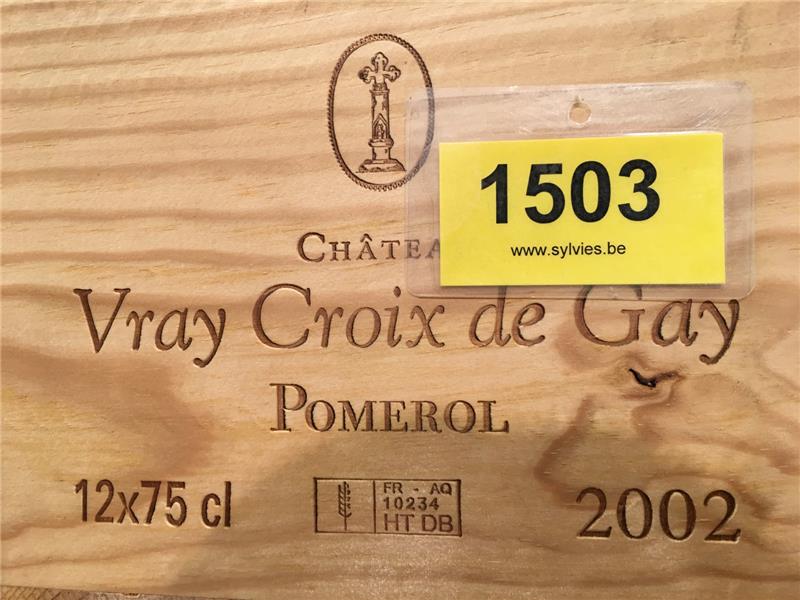 1503
www.sylvies.be
CHÂTEA
Vray Croix de Gay
POMEROL
12x75 cl
FR - AQ
10234
HT DB
2002